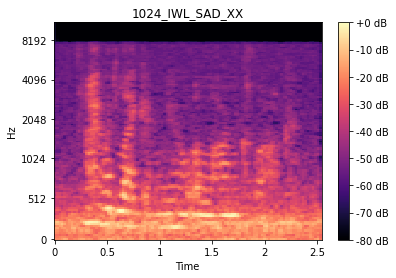 1024_IWL_SAD_XX
Hz
8192
4096
2048
1024
512
0
0
0.5
1
1.5
2
2.5
Time
+0 dB
-10 dB
-20 dB
-30 dB
-40 dB
-50 dB
-60 dB
-70 dB
-80 dB